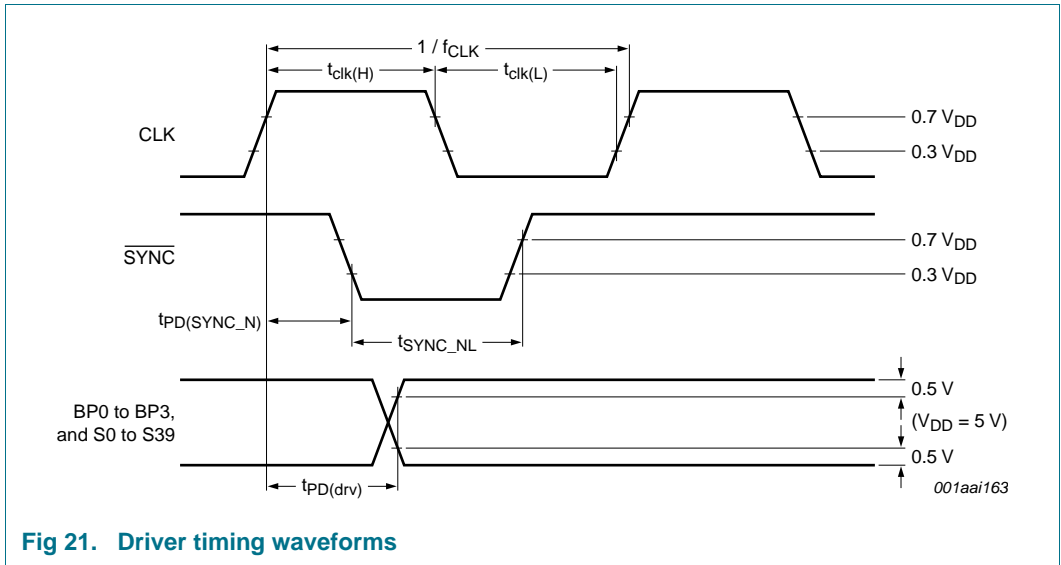 1 / fCLK
tclk(H)
tclk(L)
CLK
0.7 VDD
0.3 VDD
SYNC
0.7 VDD
0.3 VDD
tPD(SYNC_N)
tSYNC_NL
BP0 to BP3,
and S0 to S39
0.5 V
(VDD = 5 V)
0.5 V
tPD(drv)
001aai163
Fig 21. Driver timing waveforms